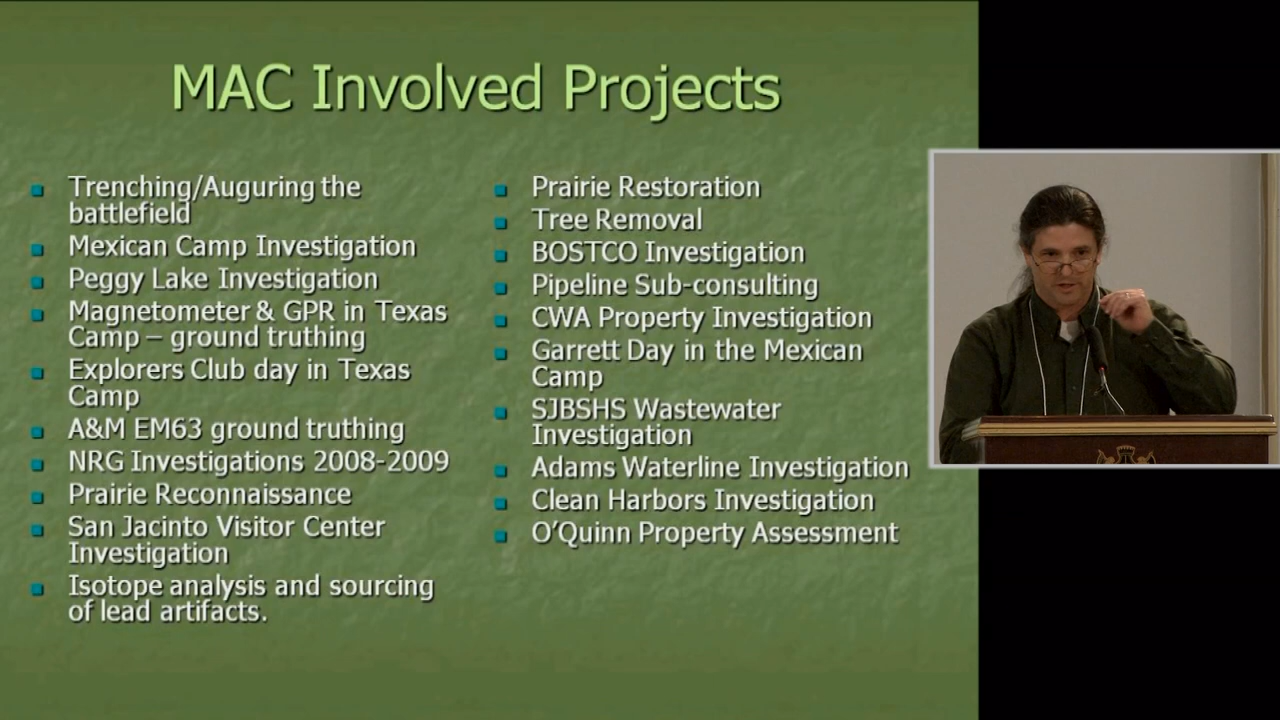 MAC Involved Projects
Trenching/Auguring the
battlefield
Mexican Camp Investigation
Peggy Lake Investigation
Magnetometer & GPR in Texas
Camp – ground truthing
Explorers Club day in Texas
Camp
A&M EM63 ground truthing
NRG Investigations 2008-2009
Prairie Reconnaissance
San Jacinto Visitor Center
Investigation
Isotope analysis and sourcing
of lead artifacts.
Prairie Restoration
Tree Removal
BOSTCO Investigation
Pipeline Sub-consulting
CWA Property Investigation
Garrett Day in the Mexican
Camp
SJBSHS Wastewater
Investigation
Adams Waterline Investigation
Clean Harbors Investigation
O’Quinn Property Assessment